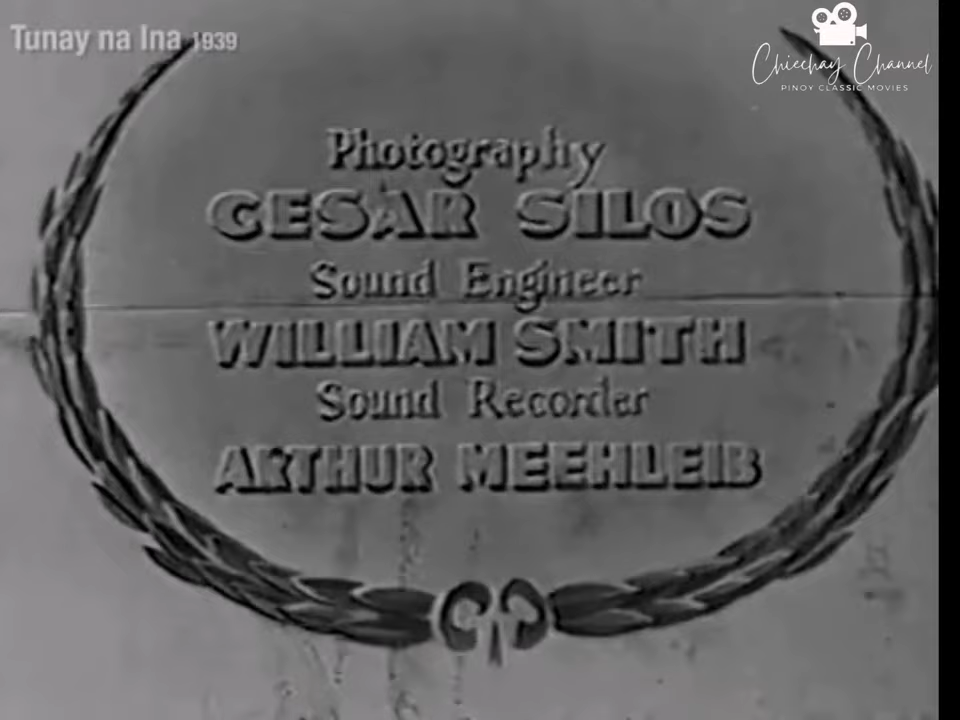 Tunay na Ina 1939
Chiechay Channel
PINOY CLASSIC MOVIES
Photography
CESAR SILOS
Sound Engineer
WILLIAM SMITH
Sound Recorder
ARTHUR MEEHLEIB